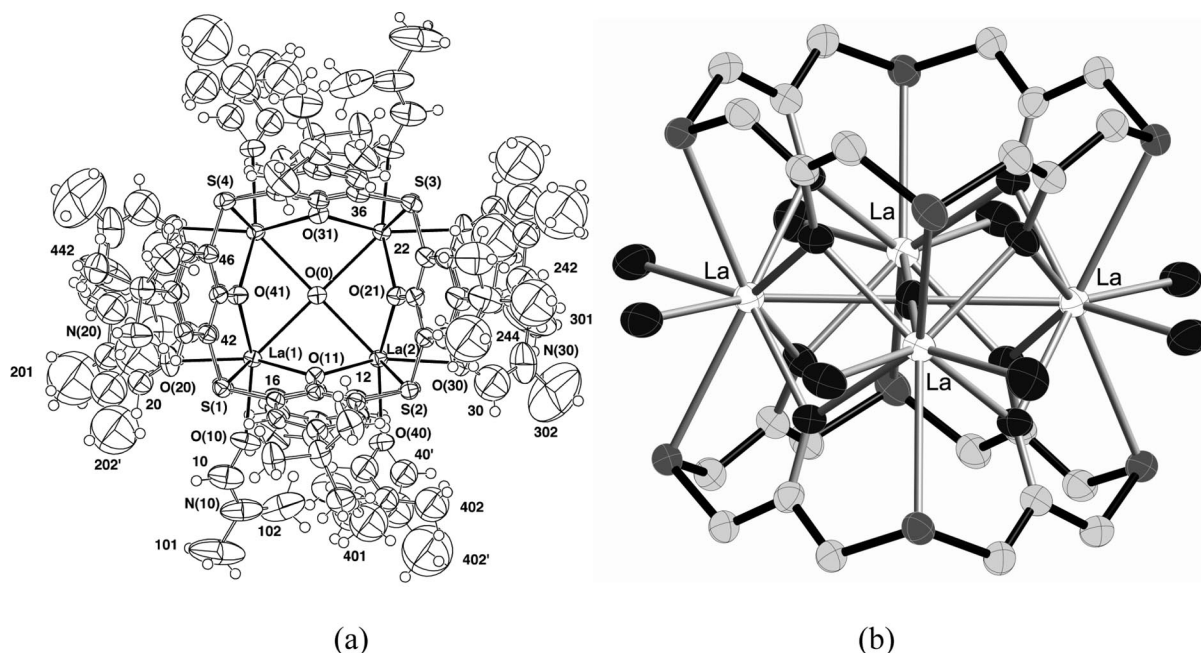 S(4)
S(3)
36
442
O(31)
22
46
242
O(0)
O(41)
O(21)
301
N(20)
42
244
N(30)
La(1)
O(11)
La(2)
201
O(20)
16
12
O(30)
20
S(1)
S(2)
30
302
202'
O(10)
O(40)
10
40'
N(10)
402
102
101
401
402'
(a)
La
La
La
La
(b)